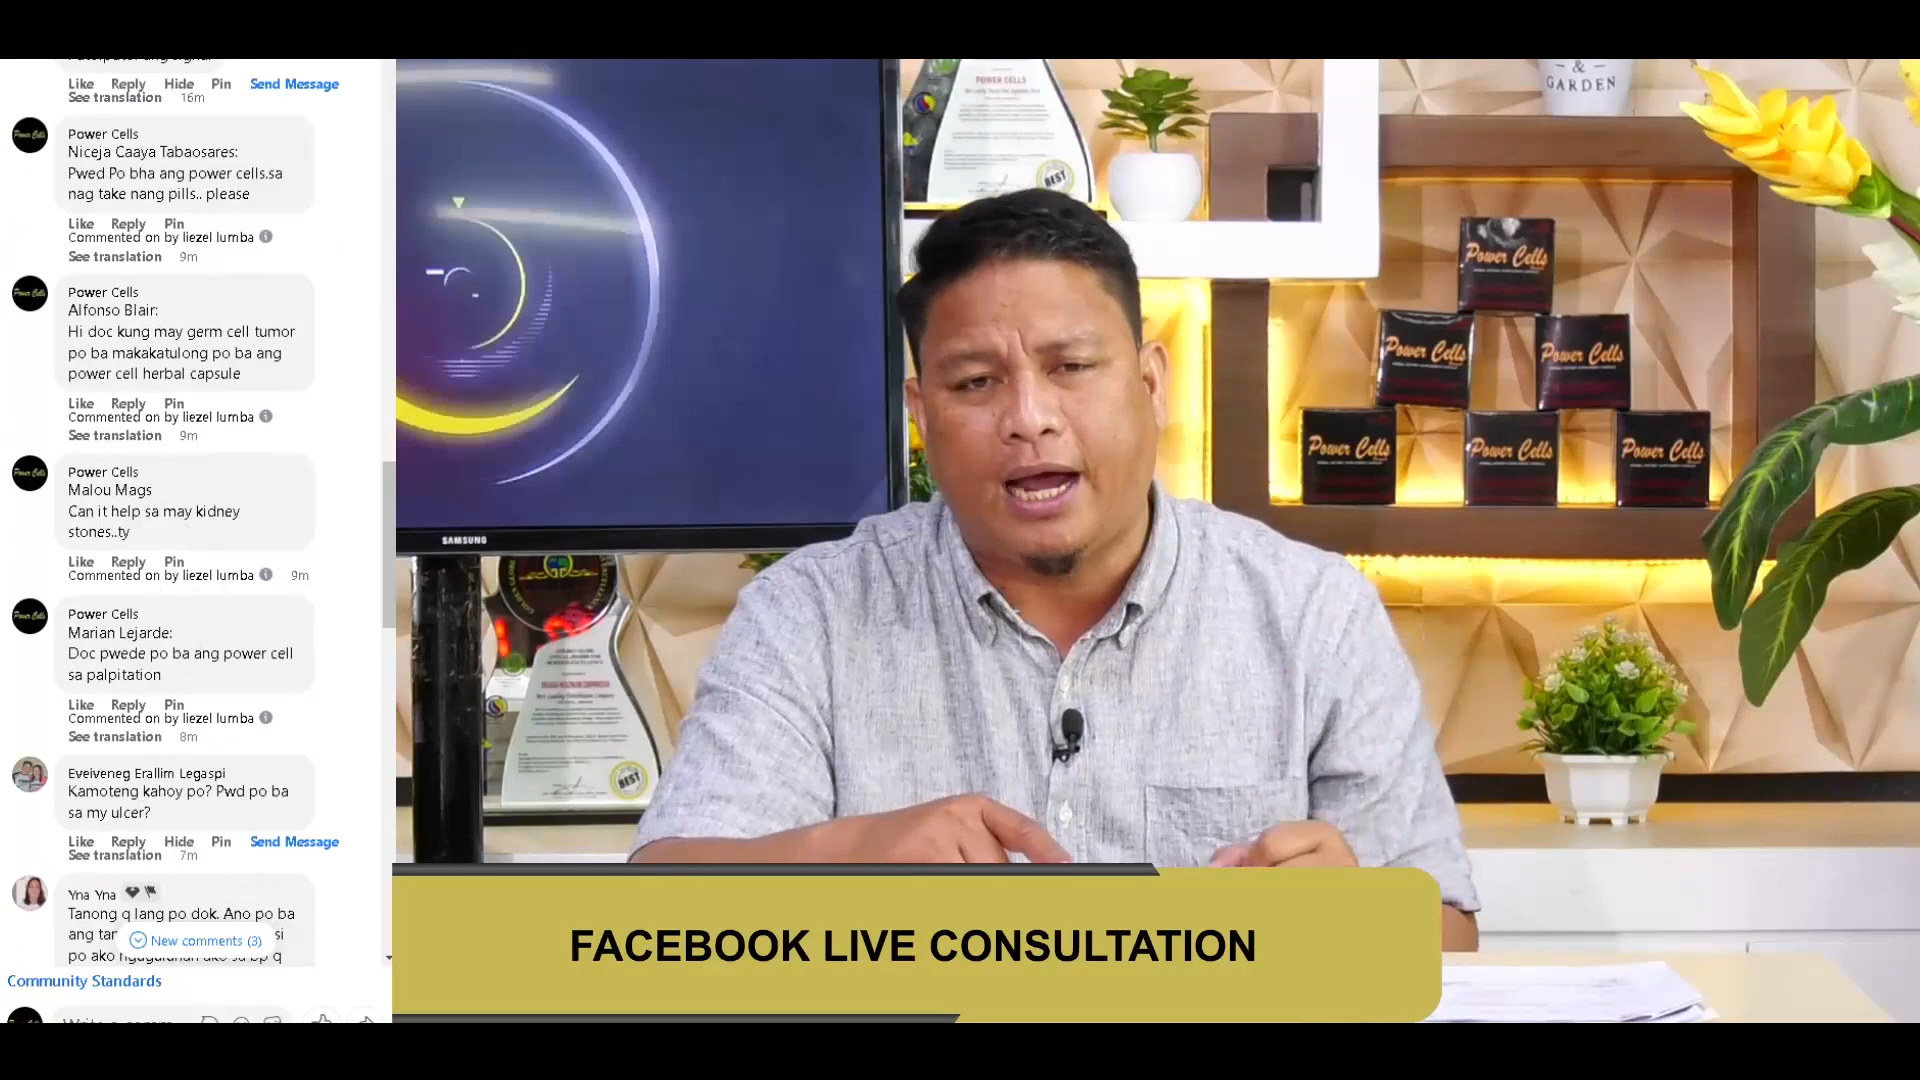 Like Reply Hide Pin Send Message
See translation 16m
Power Cells
Niceja Caaya Tabaosares:
Pwed Po bha ang power cells.sa
nag take nang pills.. please
Like Reply Pin
Commented on by liezel lumba
See translation 9m
Power Cells
Alfonso Blair:
Hi doc kung may germ cell tumor
po ba makakatulong po ba ang
power cell herbal capsule
Like Reply Pin
Commented on by liezel lumba
See translation 9m
Power Cells
Malou Mags
Can it help sa may kidney
stones..ty
Like Reply Pin
Commented on by liezel lumba 9m
Power Cells
Marian Lejarde:
Doc pwede po ba ang power cell
sa palpitation
Like Reply Pin
Commented on by liezel lumba
See translation 8m
Eveiveneg Erallim Legaspi
Kamoteng kahoy po? Pwd po ba
sa my ulcer?
Like Reply Hide Pin Send Message
See translation 7m
Yna Yna
Tanong q lang po dok. Ano po ba
ang
New comments (3)
po ako
Community Standards
POWER CELLS
BEST
&
GARDEN
Power Cells
Power Cells
Power Cells
Power Cells
Power Cells
Power Cells
SAMSUNG
BEST
FACEBOOK LIVE CONSULTATION